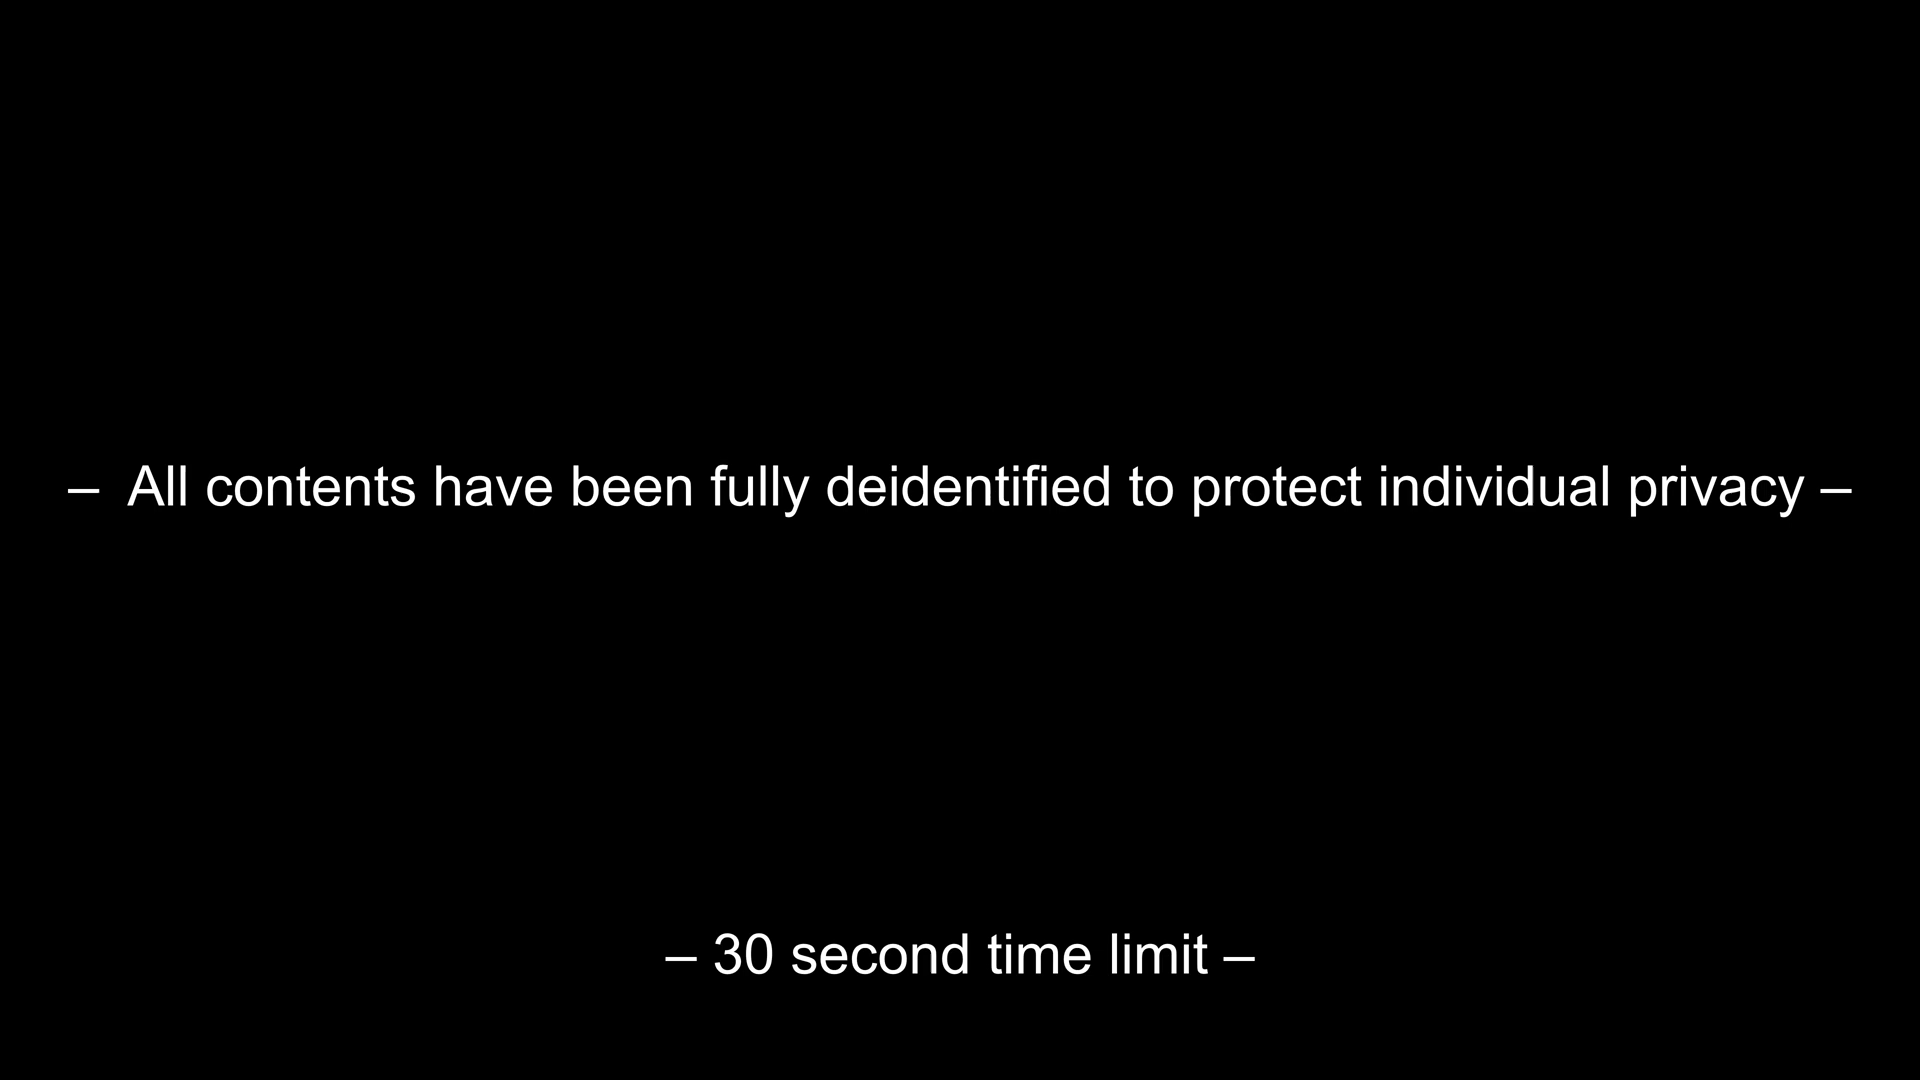 – All contents have been fully deidentified to protect individual privacy –
– 30 second time limit –